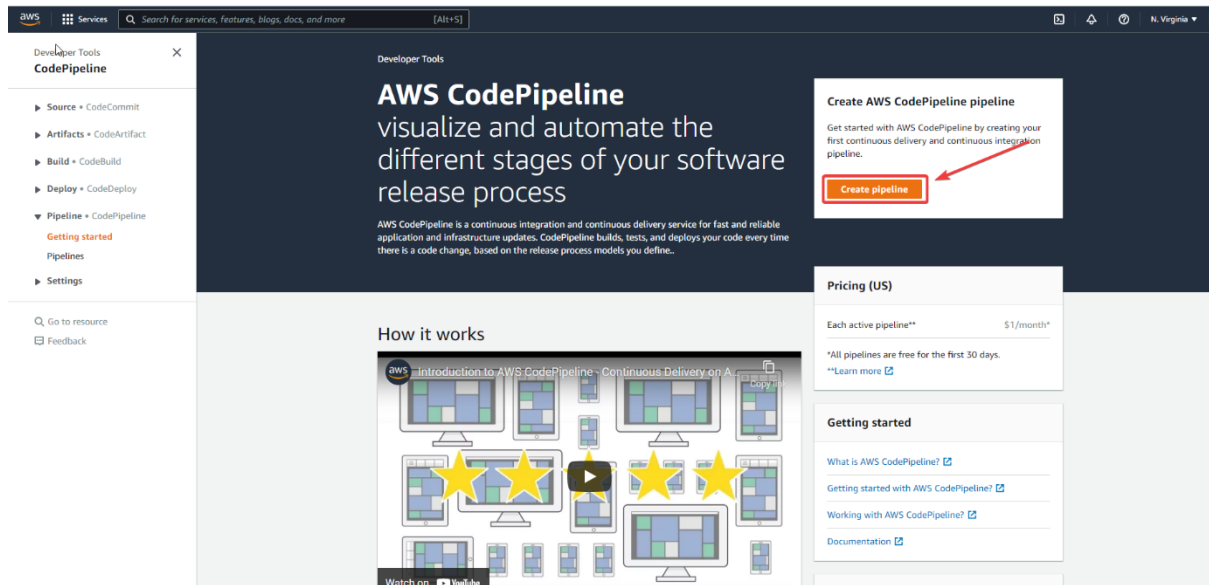 aws
Services
Search for services, features, blogs, docs, and more
[Alt+S]
N. Virginia
Developer Tools
CodePipeline
Source • CodeCommit
Artifacts • CodeArtifact
Build • CodeBuild
Deploy • CodeDeploy
Pipeline • CodePipeline
Getting started
Pipelines
Settings
Go to resource
Feedback
Developer Tools
AWS CodePipeline
visualize and automate the
different stages of your software
release process
AWS CodePipeline is a continuous integration and continuous delivery service for fast and reliable
application and infrastructure updates. CodePipeline builds, tests, and deploys your code every time
there is a code change, based on the release process models you define..
How it works
aws
Introduction to AWS CodePipeline - Continuous Delivery on A...
Copy link
Watch on YouTube
Create AWS CodePipeline pipeline
Get started with AWS CodePipeline by creating your
first continuous delivery and continuous integration
pipeline.
Create pipeline
Pricing (US)
Each active pipeline** $1/month*
*All pipelines are free for the first 30 days.
**Learn more
Getting started
What is AWS CodePipeline?
Getting started with AWS CodePipeline?
Working with AWS CodePipeline?
Documentation